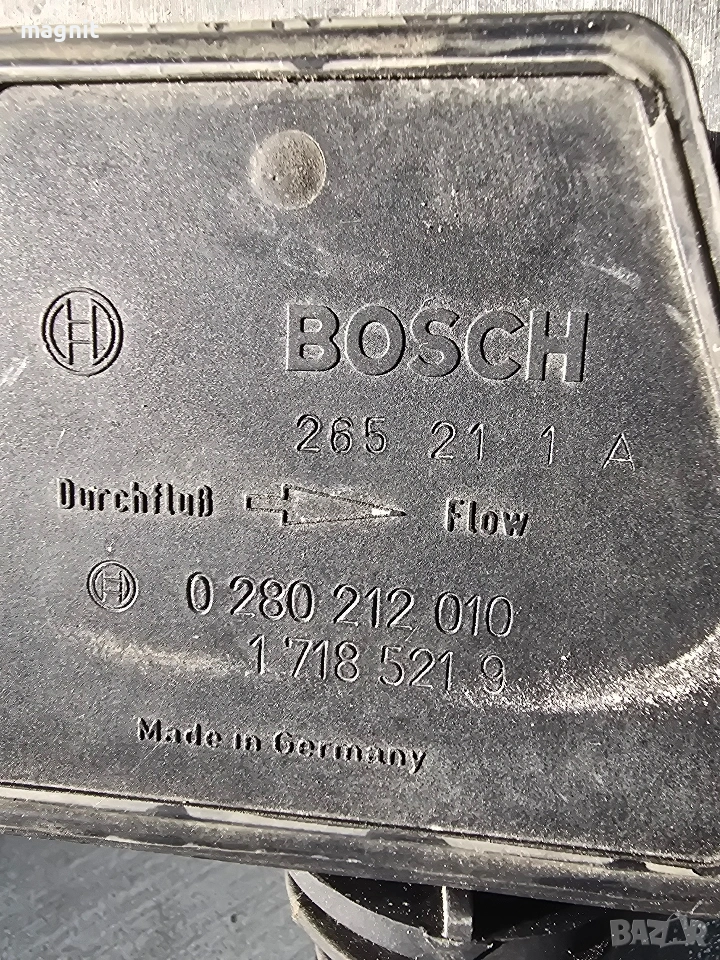 magnit
BOSCH
265 21 1 A
Durchfluß Flow
0 280 212 010
1 718 521 9
Made in Germany
BAZAR